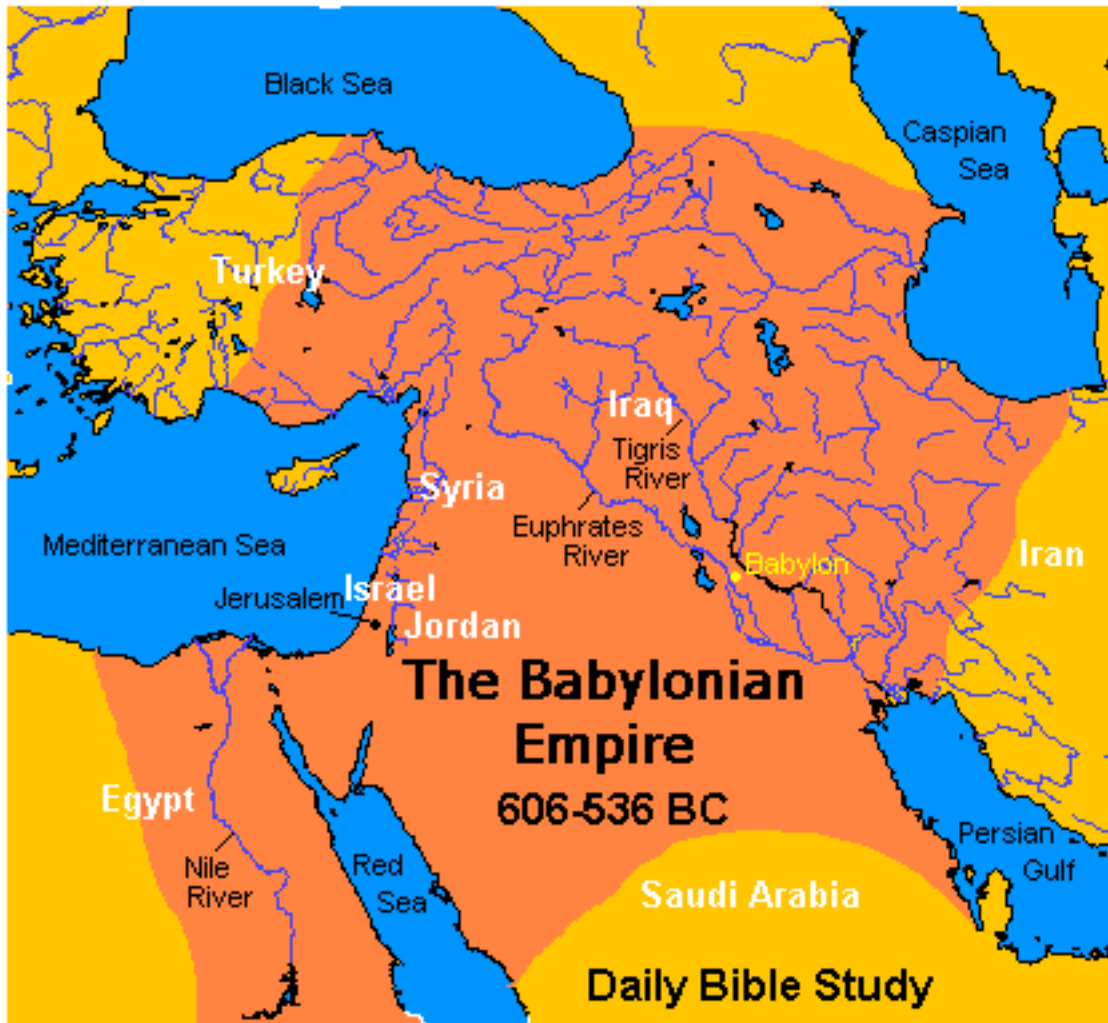 Black Sea
Caspian
Sea
Turkey
Iraq
Tigris
River
Syria
Euphrates
River
Mediterranean Sea
Iran
Babylon
Israel
Jerusalem
Jordan
The Babylonian
Empire
606-536 BC
Egypt
Nile
River
Red
Sea
Persian
Gulf
Saudi Arabia
Daily Bible Study